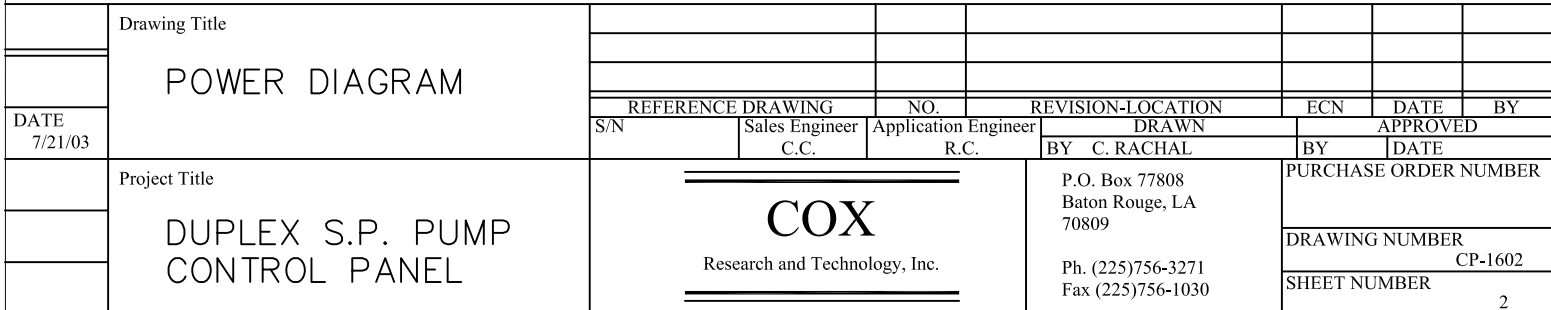 Drawing Title
POWER DIAGRAM
DATE
7/21/03
REFERENCE DRAWING NO. REVISION-LOCATION ECN DATE BY
S/N Sales Engineer Application Engineer DRAWN APPROVED
C.C. R.C. BY C. RACHAL BY DATE
Project Title
DUPLEX S.P. PUMP
CONTROL PANEL
COX
Research and Technology, Inc.
P.O. Box 77808
Baton Rouge, LA
70809
Ph. (225)756-3271
Fax (225)756-1030
PURCHASE ORDER NUMBER
DRAWING NUMBER
CP-1602
SHEET NUMBER
2